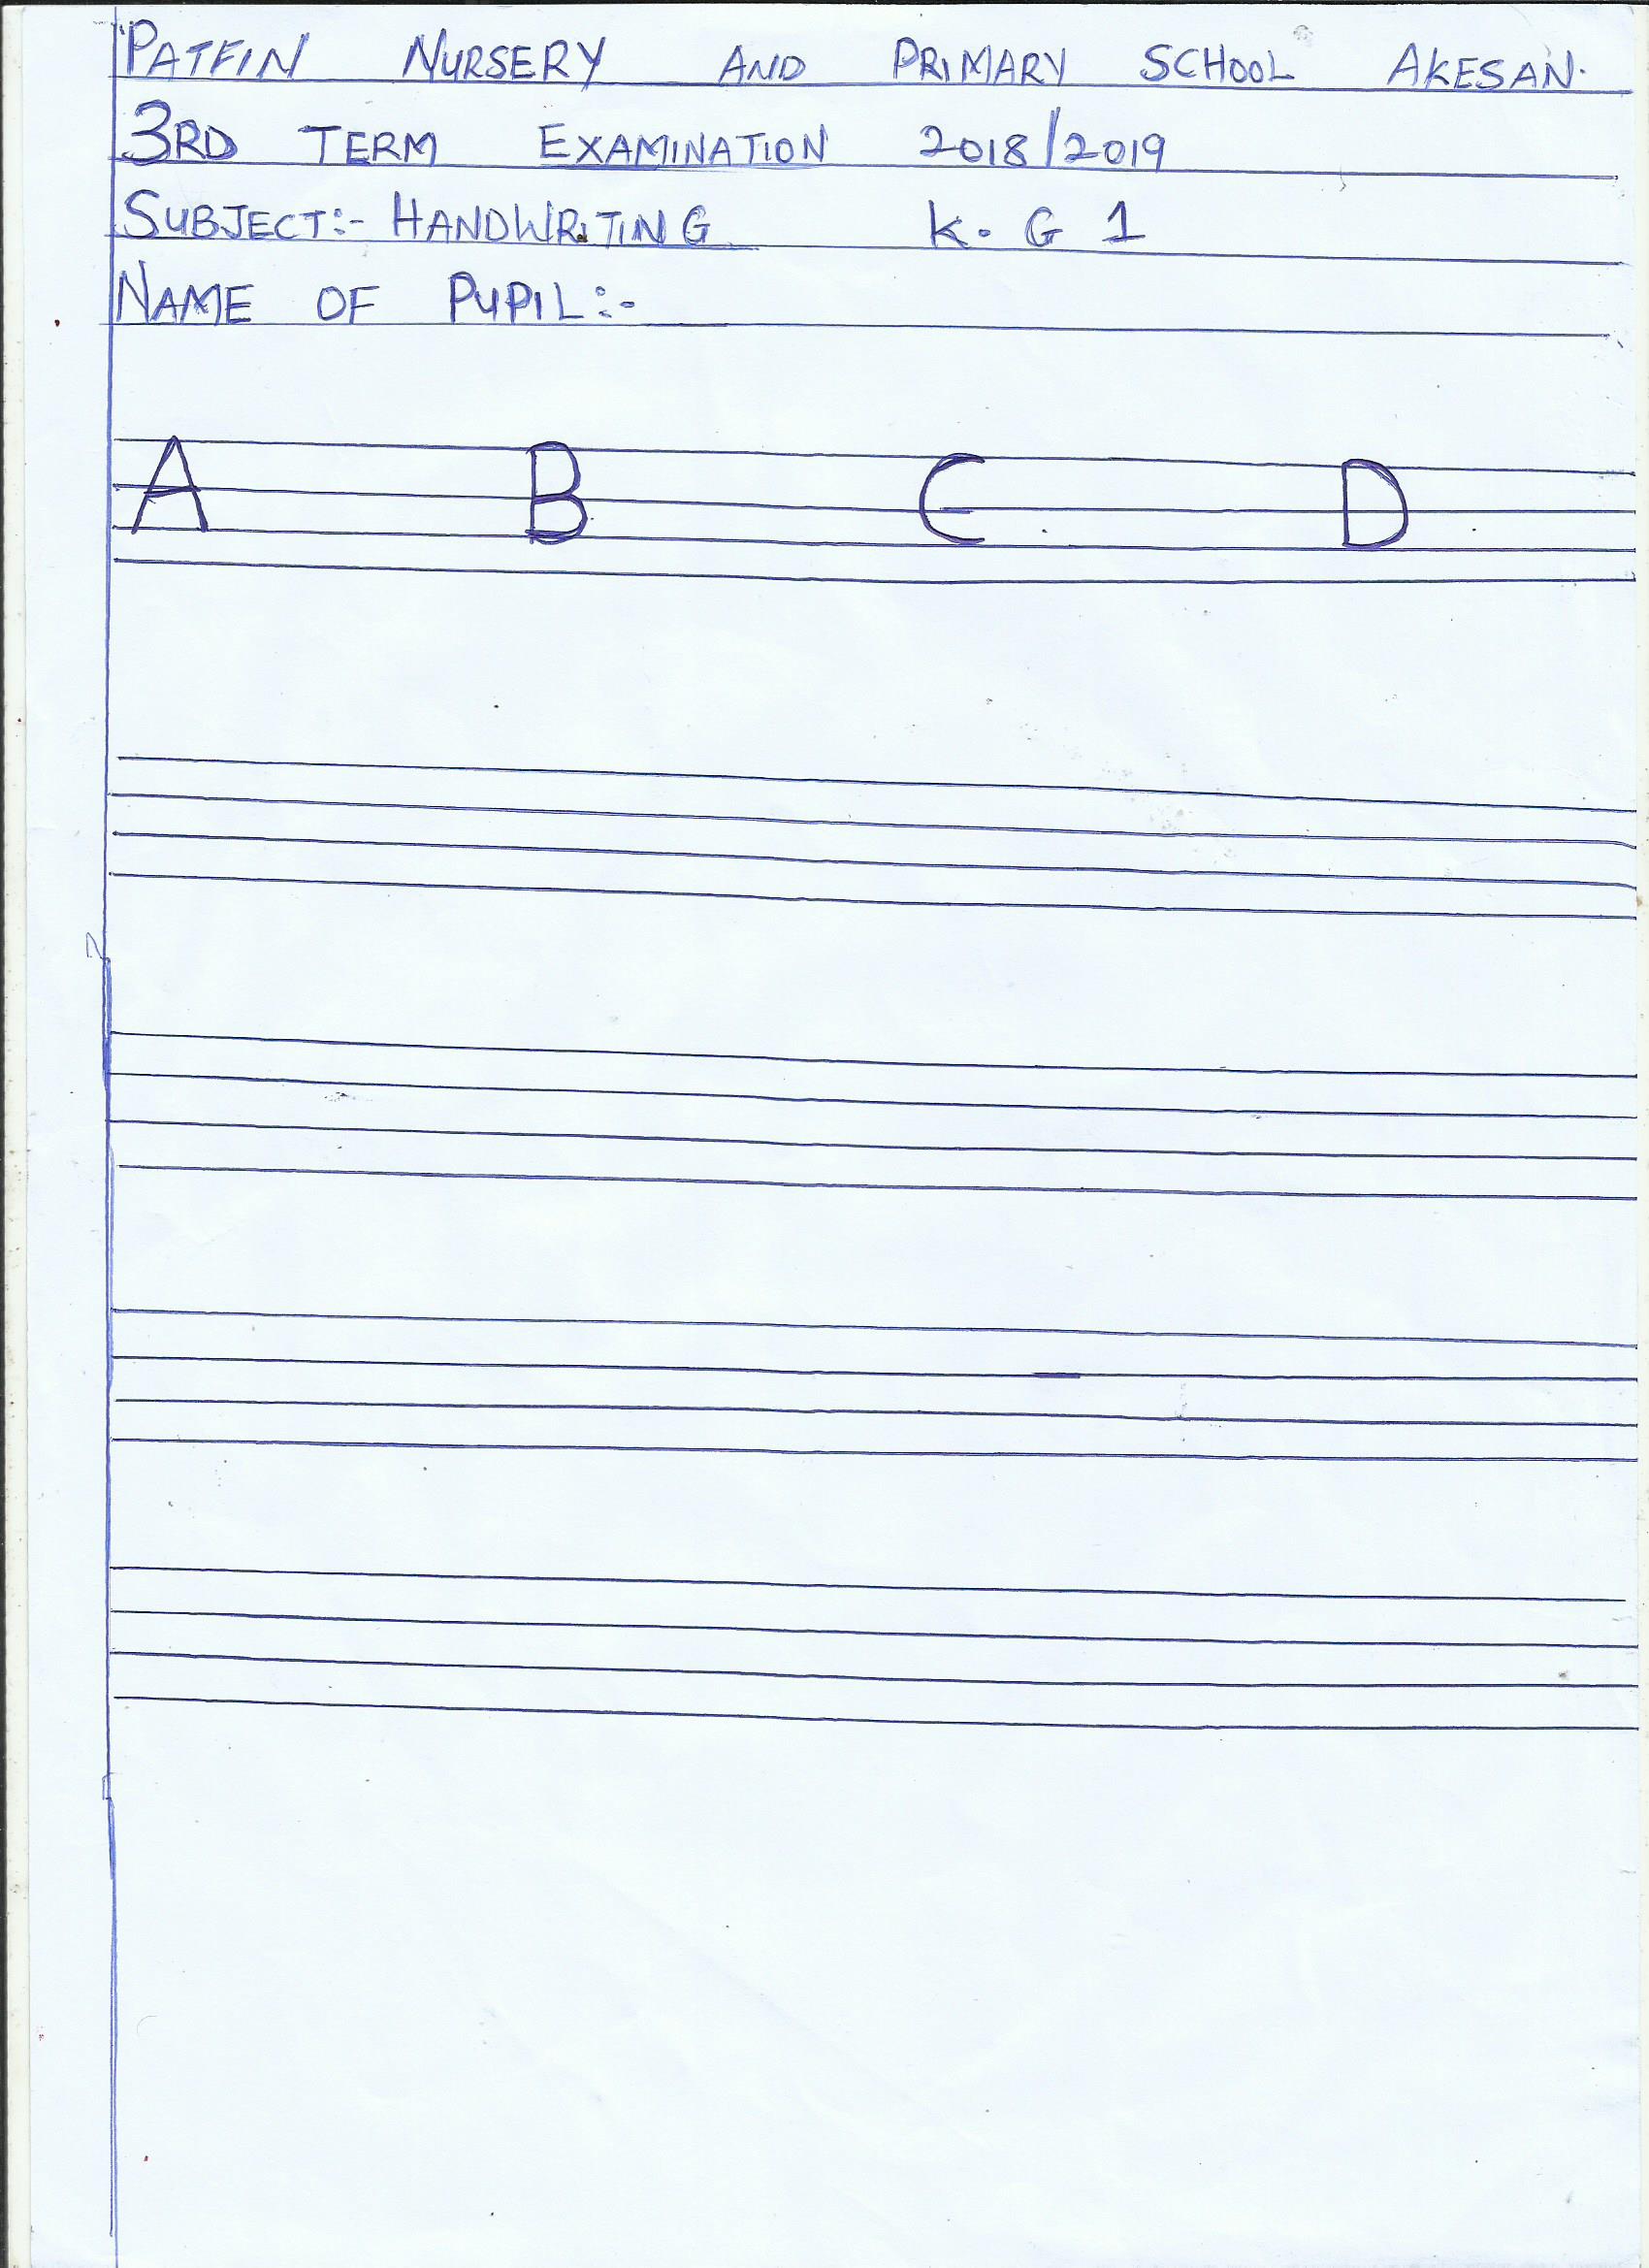 PATFIN NURSERY AND PRIMARY SCHOOL AKESAN.
3RD TERM EXAMINATION 2018/2019
SUBJECT:- HANDWRITING K. G 1
NAME OF PUPIL:-
A B C D